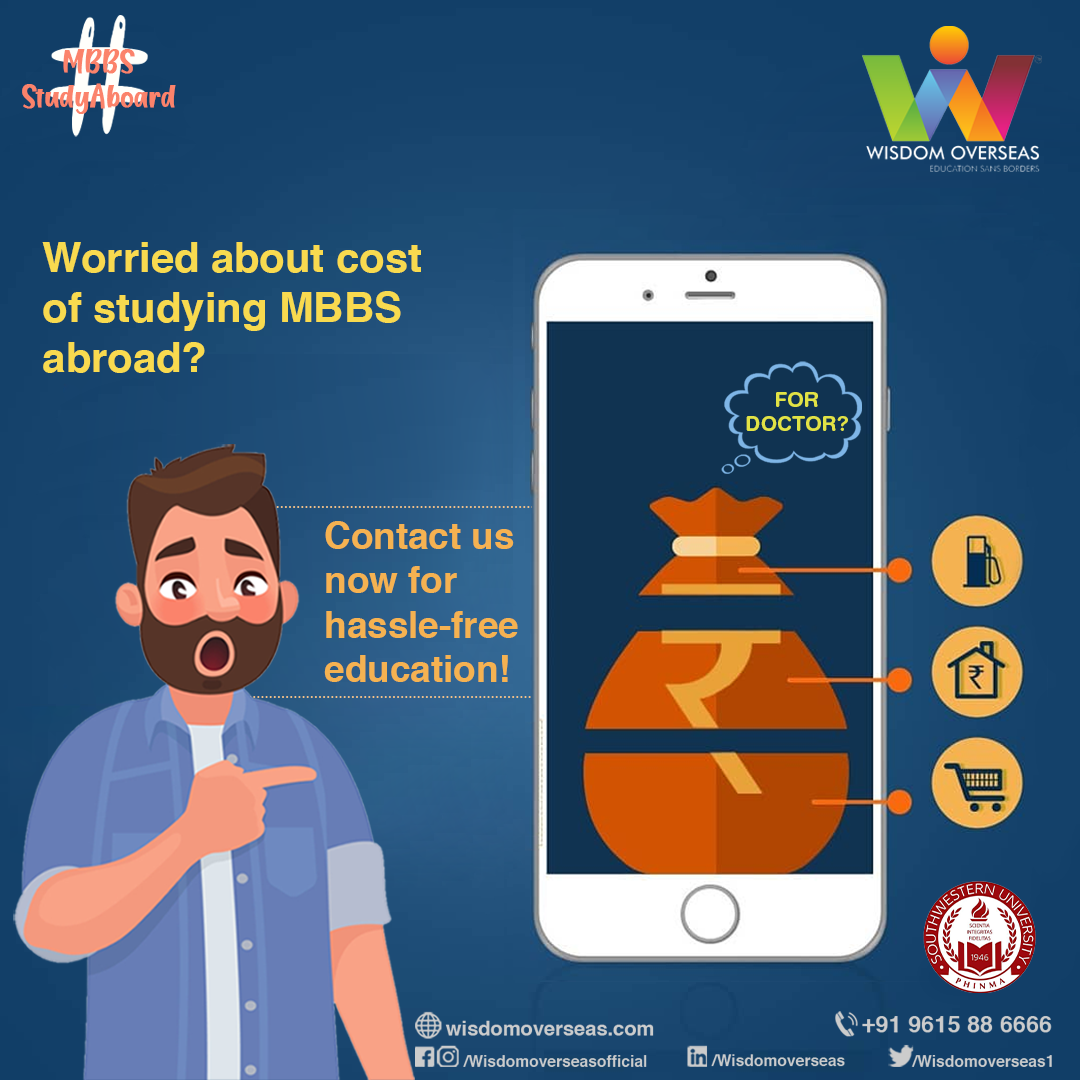 #
MBBS
StudyAboard
WISDOM OVERSEAS
EDUCATION SANS BORDERS
Worried about cost
of studying MBBS
abroad?
FOR
DOCTOR?
Contact us
now for
hassle-free
education!
₹
₹
SOUTHWESTERN UNIVERSITY
SCIENTIA
INTEGRITAS
FIDELITAS
1946
PHINMA
wisdomoverseas.com
+91 9615 88 6666
/Wisdomoverseasofficial
/Wisdomoverseas
/Wisdomoverseas1